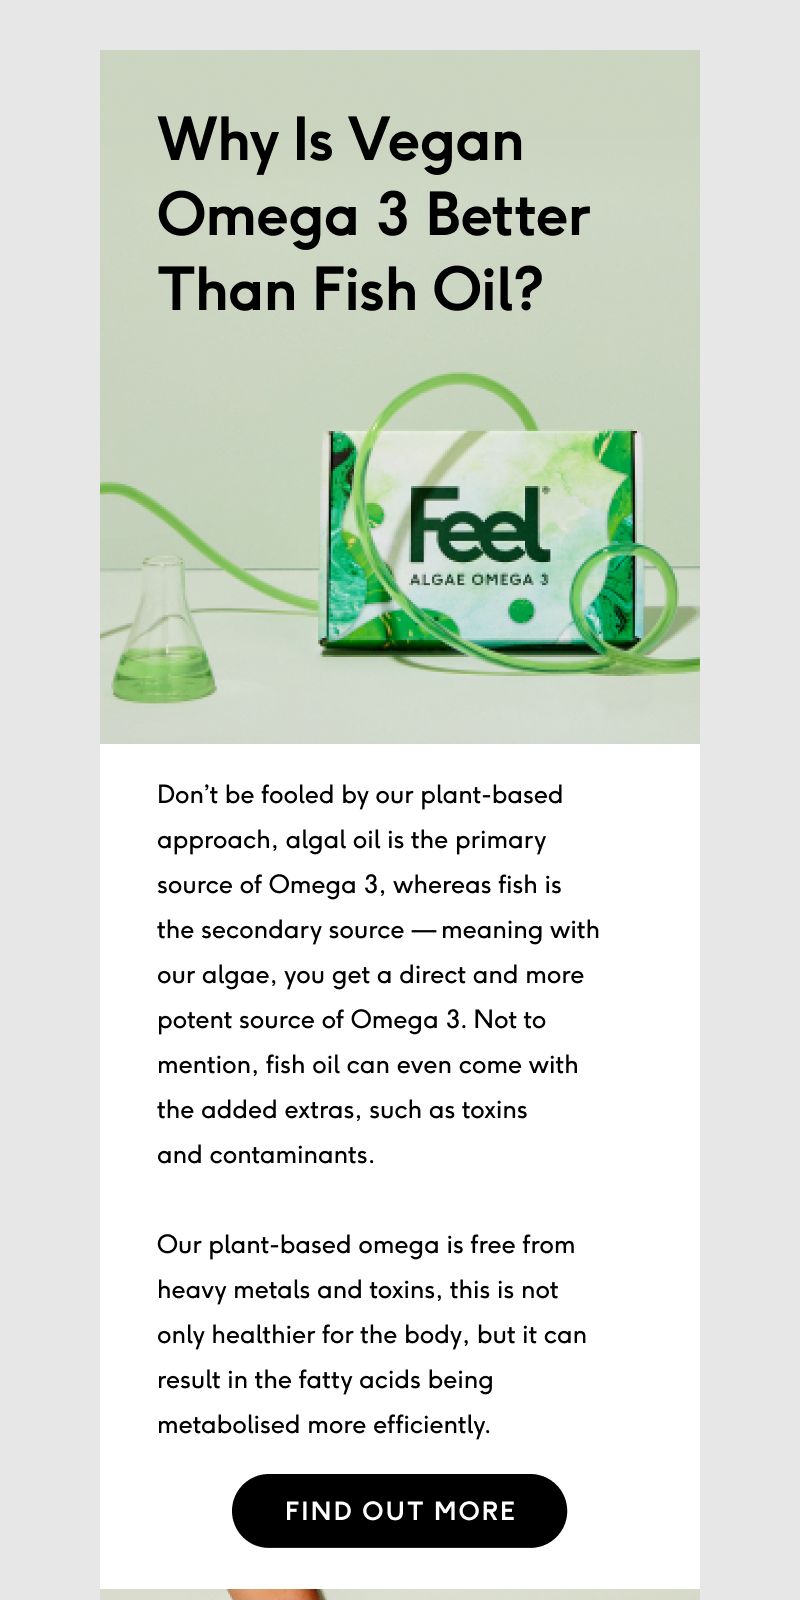 Why Is Vegan
Omega 3 Better
Than Fish Oil?
Feel®
ALGAE OMEGA 3
Don’t be fooled by our plant-based
approach, algal oil is the primary
source of Omega 3, whereas fish is
the secondary source — meaning with
our algae, you get a direct and more
potent source of Omega 3. Not to
mention, fish oil can even come with
the added extras, such as toxins
and contaminants.
Our plant-based omega is free from
heavy metals and toxins, this is not
only healthier for the body, but it can
result in the fatty acids being
metabolised more efficiently.
FIND OUT MORE